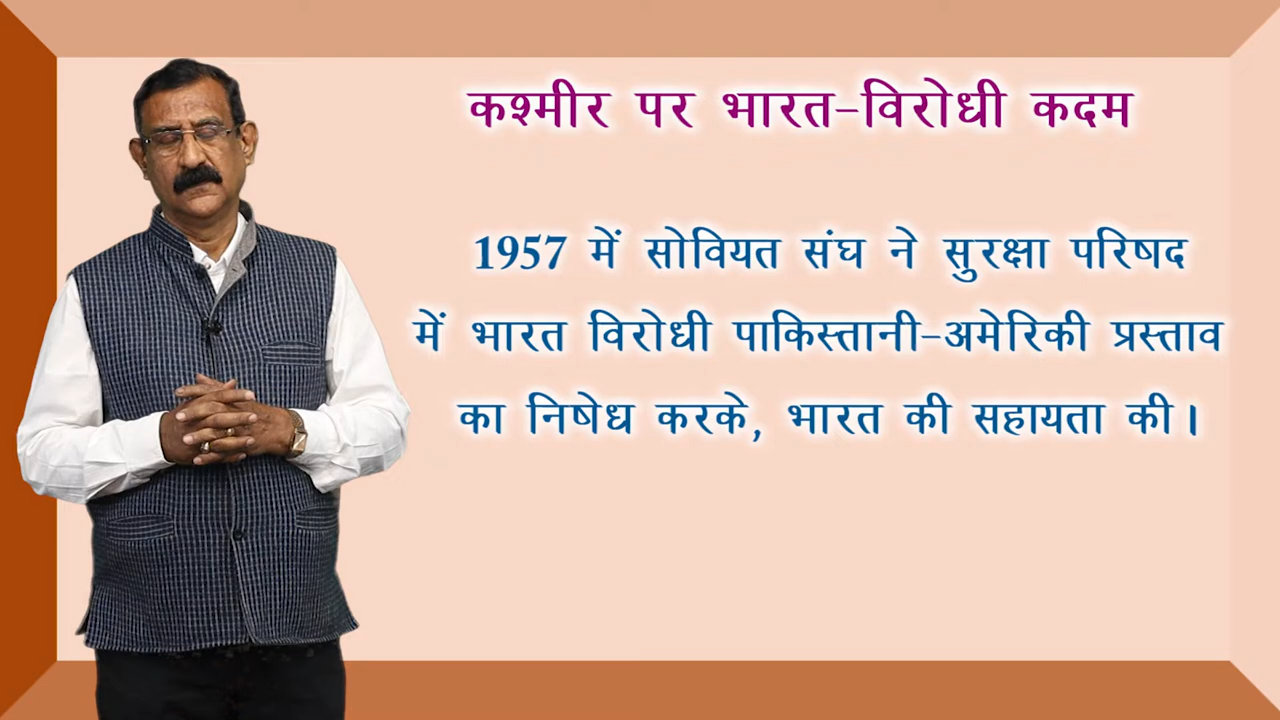 कश्मीर पर भारत-विरोधी कदम
1957 में सोवियत संघ ने सुरक्षा परिषद
में भारत विरोधी पाकिस्तानी-अमेरिकी प्रस्ताव
का निषेध करके, भारत की सहायता की।